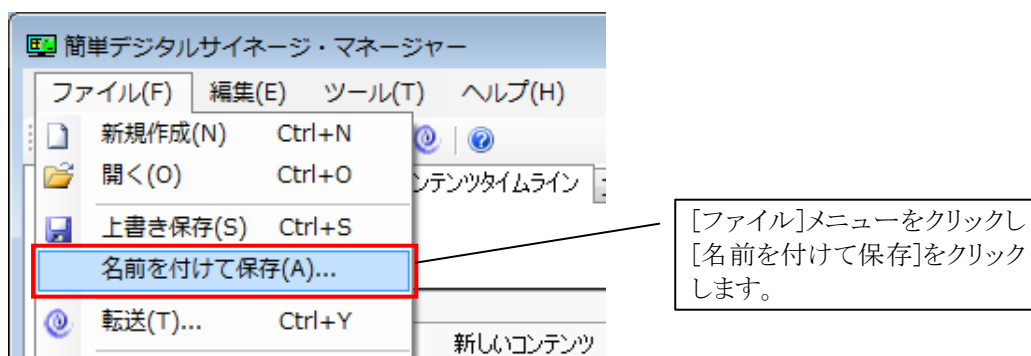 簡単デジタルサイネージ・マネージャー
ファイル(F) 編集(E) ツール(T) ヘルプ(H)
新規作成(N) Ctrl+N
開く(O) Ctrl+O
ンテンツタイムライン
上書き保存(S) Ctrl+S
名前を付けて保存(A)...
転送(T)... Ctrl+Y
新しいコンテンツ
[ファイル]メニューをクリックし
[名前を付けて保存]をクリック
します。